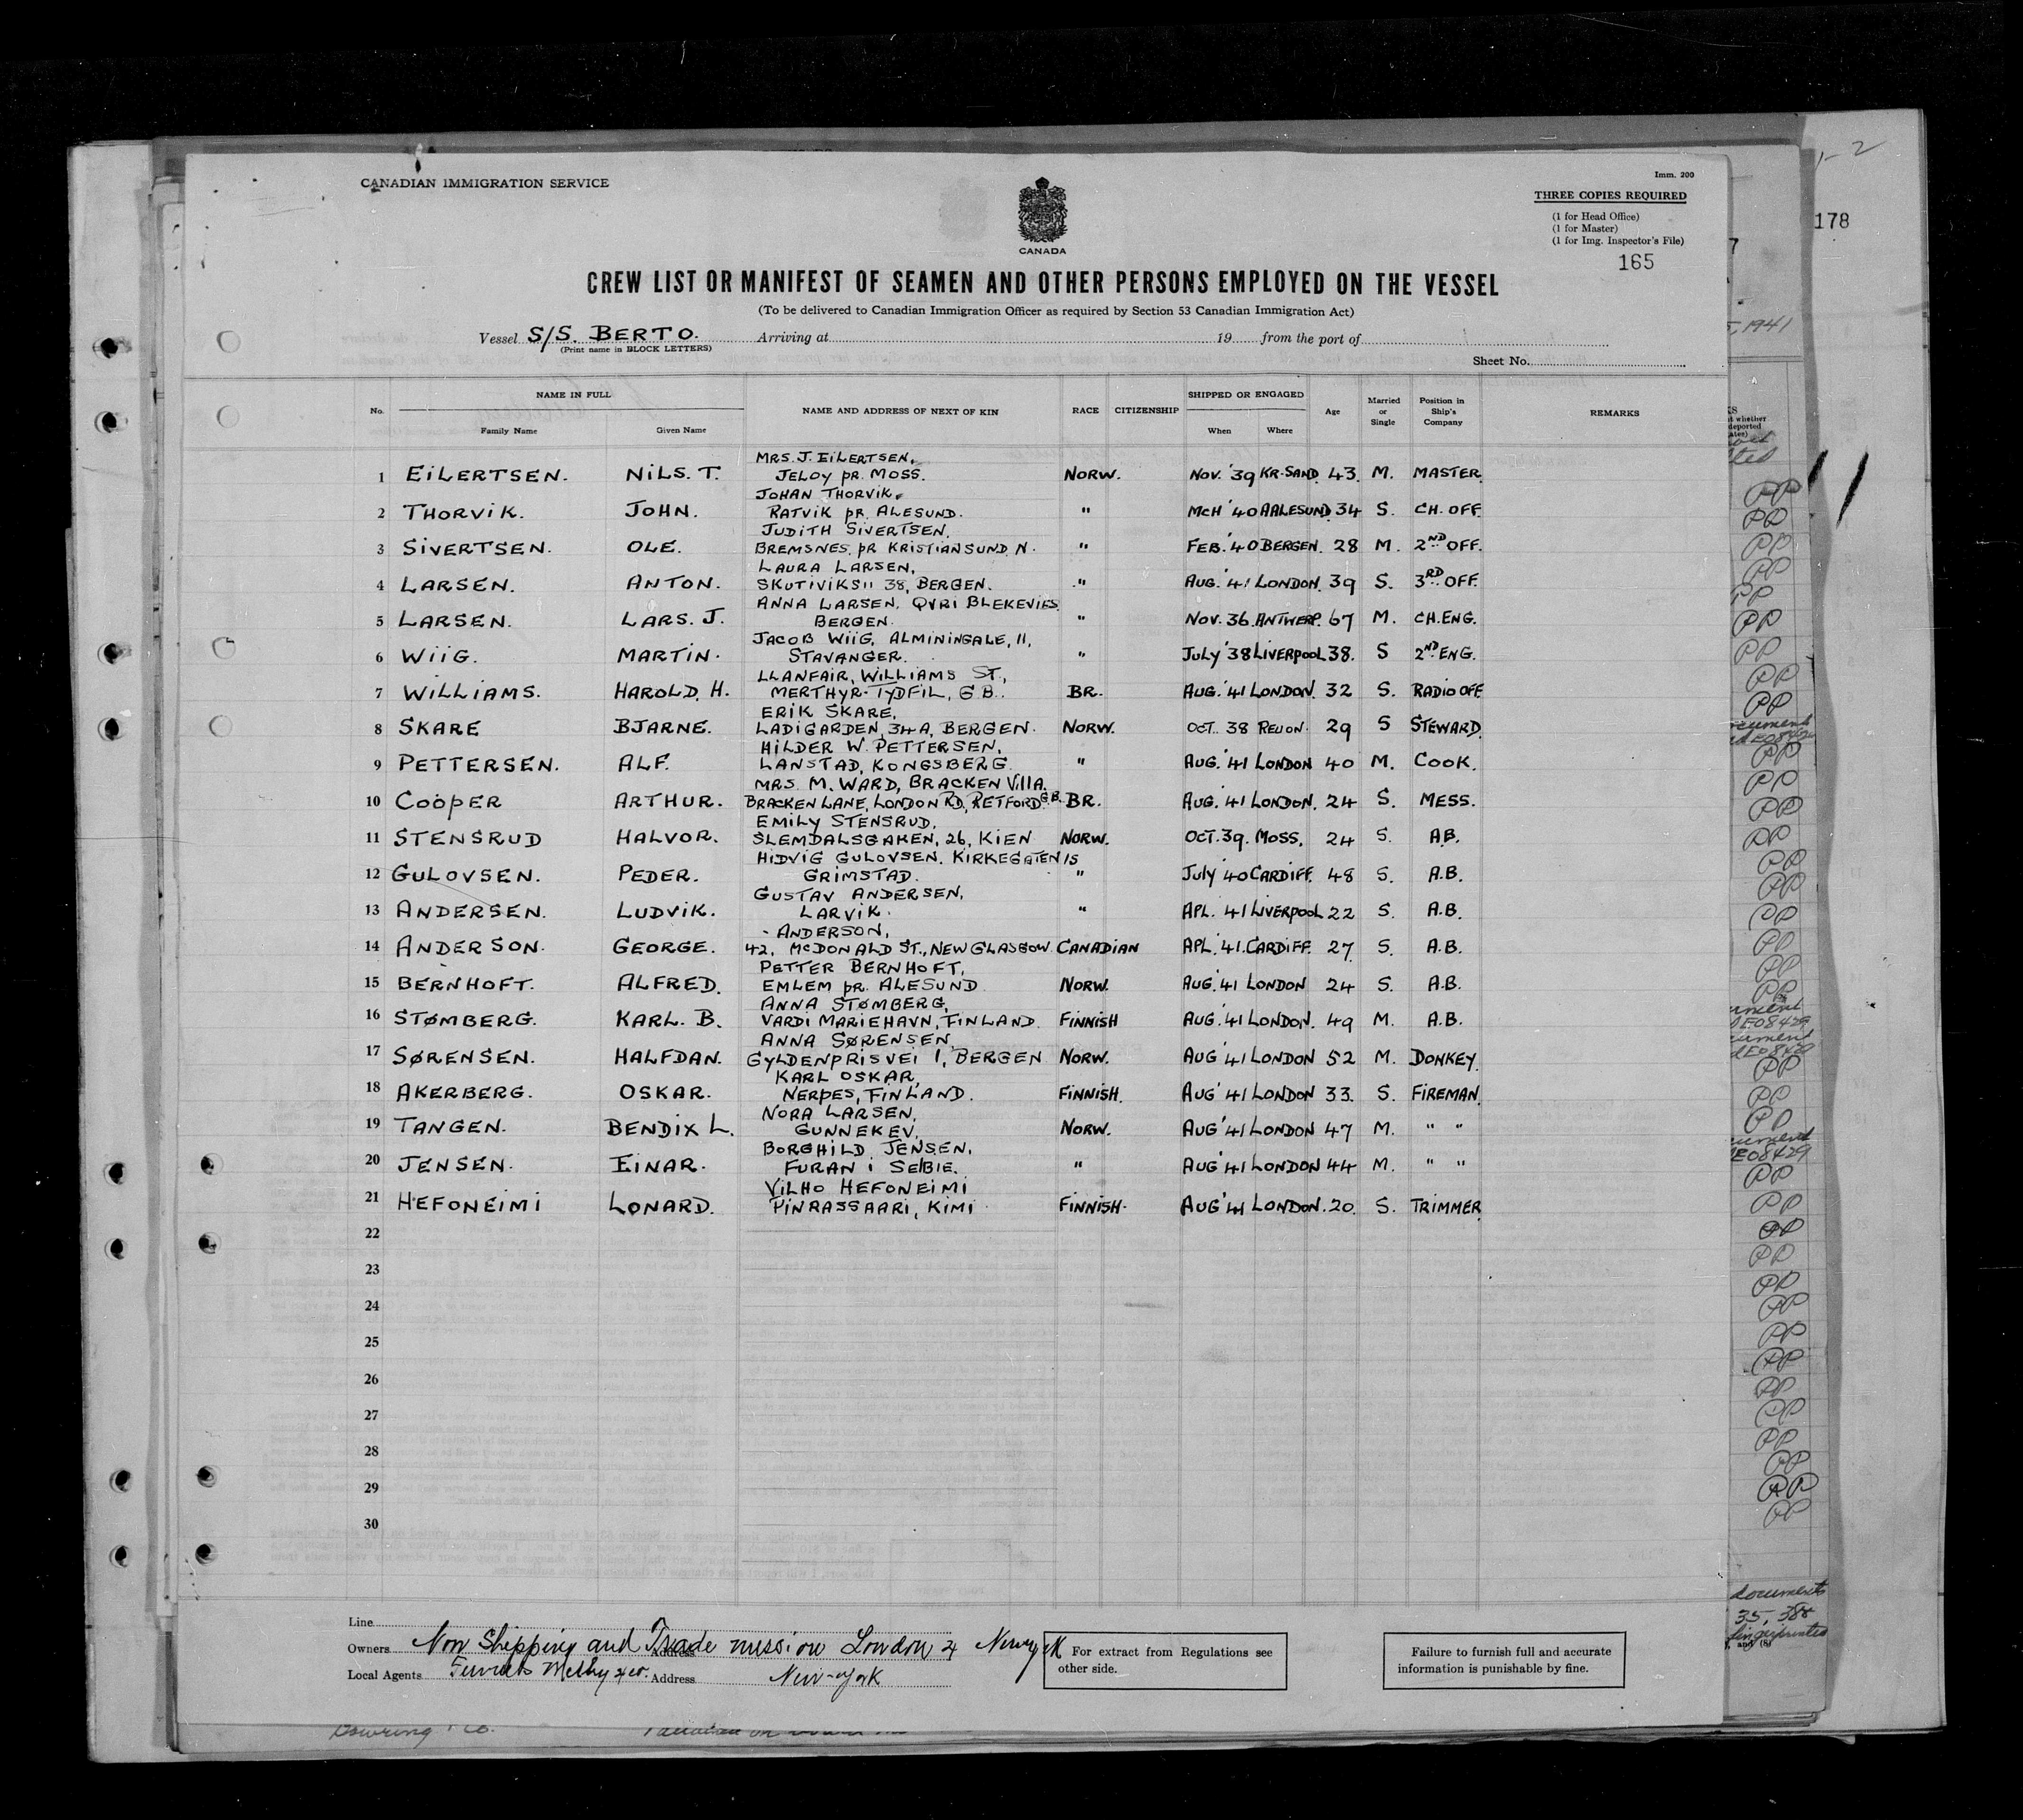 CANADIAN IMMIGRATION SERVICE
Imm. 200
THREE COPIES REQUIRED
(1 for Head Office)
(1 for Master)
(1 for Img. Inspector's File)
165
178
1-2
CANADA
CREW LIST OR MANIFEST OF SEAMEN AND OTHER PERSONS EMPLOYED ON THE VESSEL
(To be delivered to Canadian Immigration Officer as required by Section 53 Canadian Immigration Act)
Vessel S/S. BERTO. Arriving at 19 from the port of
(Print name in BLOCK LETTERS)
Sheet No.
No. NAME IN FULL Family Name Given Name NAME AND ADDRESS OF NEXT OF KIN RACE CITIZENSHIP SHIPPED OR ENGAGED When Where Age Married or Single Position in Ship's Company REMARKS
MRS. J. EILERTSEN,
1 EILERTSEN. NILS. T. JELOY PR. MOSS. NORW. NOV. '39 KR-SAND. 43. M. MASTER.
JOHAN THORVIK.
2 THORVIK. JOHN. RATVIK PR. ALESUND. " MCH '40 AALESUND. 34 S. CH. OFF.
JUDITH SIVERTSEN.
3 SIVERTSEN. OLE. BREMSNES. PR KRISTIANSUND. N. " FEB. '40 BERGEN. 28 M. 2ND OFF.
LAURA LARSEN,
4 LARSEN. ANTON. SKUTIVIKSII 38, BERGEN. " AUG. '41 LONDON. 39 S. 3RD OFF.
ANNA LARSEN. QVRI BLEKEVIES
5 LARSEN. LARS. J. BERGEN. " NOV. 36. ANTWERP. 67 M. CH. ENG.
JACOB WIIG, ALMININGALE, 11,
6 WIIG. MARTIN. STAVANGER. " JULY '38 LIVERPOOL 38. S 2ND ENG.
LLANFAIR, WILLIAMS ST.,
7 WILLIAMS. HAROLD. H. MERTHYR-TYDFIL, G.B.. BR. AUG. '41 LONDON. 32 S. RADIO OFF.
ERIK SKARE,
8 SKARE BJARNE. LADIGARDEN, 34A, BERGEN. NORW. OCT. 38 REUON. 29 S STEWARD.
HILDER W. PETTERSEN,
9 PETTERSEN. ALF. LANSTAD, KONGSBERG. " AUG. '41 LONDON 40 M. COOK.
MRS. M. WARD, BRACKEN VILLA.
10 COOPER ARTHUR. BRACKEN LANE, LONDON RD, RETFORD. G.B. BR. AUG. '41 LONDON. 24 S. MESS.
EMILY STENSRUD,
11 STENSRUD HALVOR. SLEMDALSGAHEN, 26, KIEN NORW. OCT. 39. MOSS. 24 S. A.B.
HIDVIG GULOVSEN. KIRKEGATEN 15
12 GULOVSEN. PEDER. GRIMSTAD. " JULY '40 CARDIFF. 48 S. A.B.
GUSTAV ANDERSEN,
13 ANDERSEN. LUDVIK. LARVIK. " APL. 41 LIVERPOOL 22 S. A.B.
- ANDERSON,
14 ANDERSON. GEORGE. 42, MCDONALD ST., NEW GLASGOW. CANADIAN APL. '41. CARDIFF. 27 S. A.B.
PETTER BERNHOFT,
15 BERNHOFT. ALFRED. EMLEM PR. ALESUND NORW. AUG. '41 LONDON 24 S. A.B.
ANNA STØMBERG,
16 STØMBERG. KARL. B. VARDI MARIEHAVN, FINLAND. FINNISH AUG. '41 LONDON. 49 M. A.B.
ANNA SØRENSEN,
17 SØRENSEN. HALFDAN. GYLDENPRISVEI 1, BERGEN NORW. AUG '41 LONDON 52 M. DONKEY.
KARL OSKAR,
18 AKERBERG. OSKAR. NERPES, FINLAND. FINNISH. AUG '41 LONDON 33. S. FIREMAN.
NORA LARSEN,
19 TANGEN. BENDIX L. GUNNEKEV. NORW. AUG '41 LONDON 47 M. " "
BORGHILD JENSEN,
20 JENSEN. EINAR. FURAN i SELBIE. " AUG '41 LONDON 44 M. " "
VILHO HEFONEIMI
21 HEFONEIMI LONARD. PINRASSAARI, KIMI. FINNISH. AUG '41 LONDON. 20. S. TRIMMER.
22
23
24
25
26
27
28
29
30
Line
Owners Nor Shipping and Trade mission London & New york
Address
Local Agents Furness Withy & co. Address New-york
For extract from Regulations see other side.
Failure to furnish full and accurate information is punishable by fine.
Bowring & Co.
5, 1941
documents
35, 38
fingerprinted